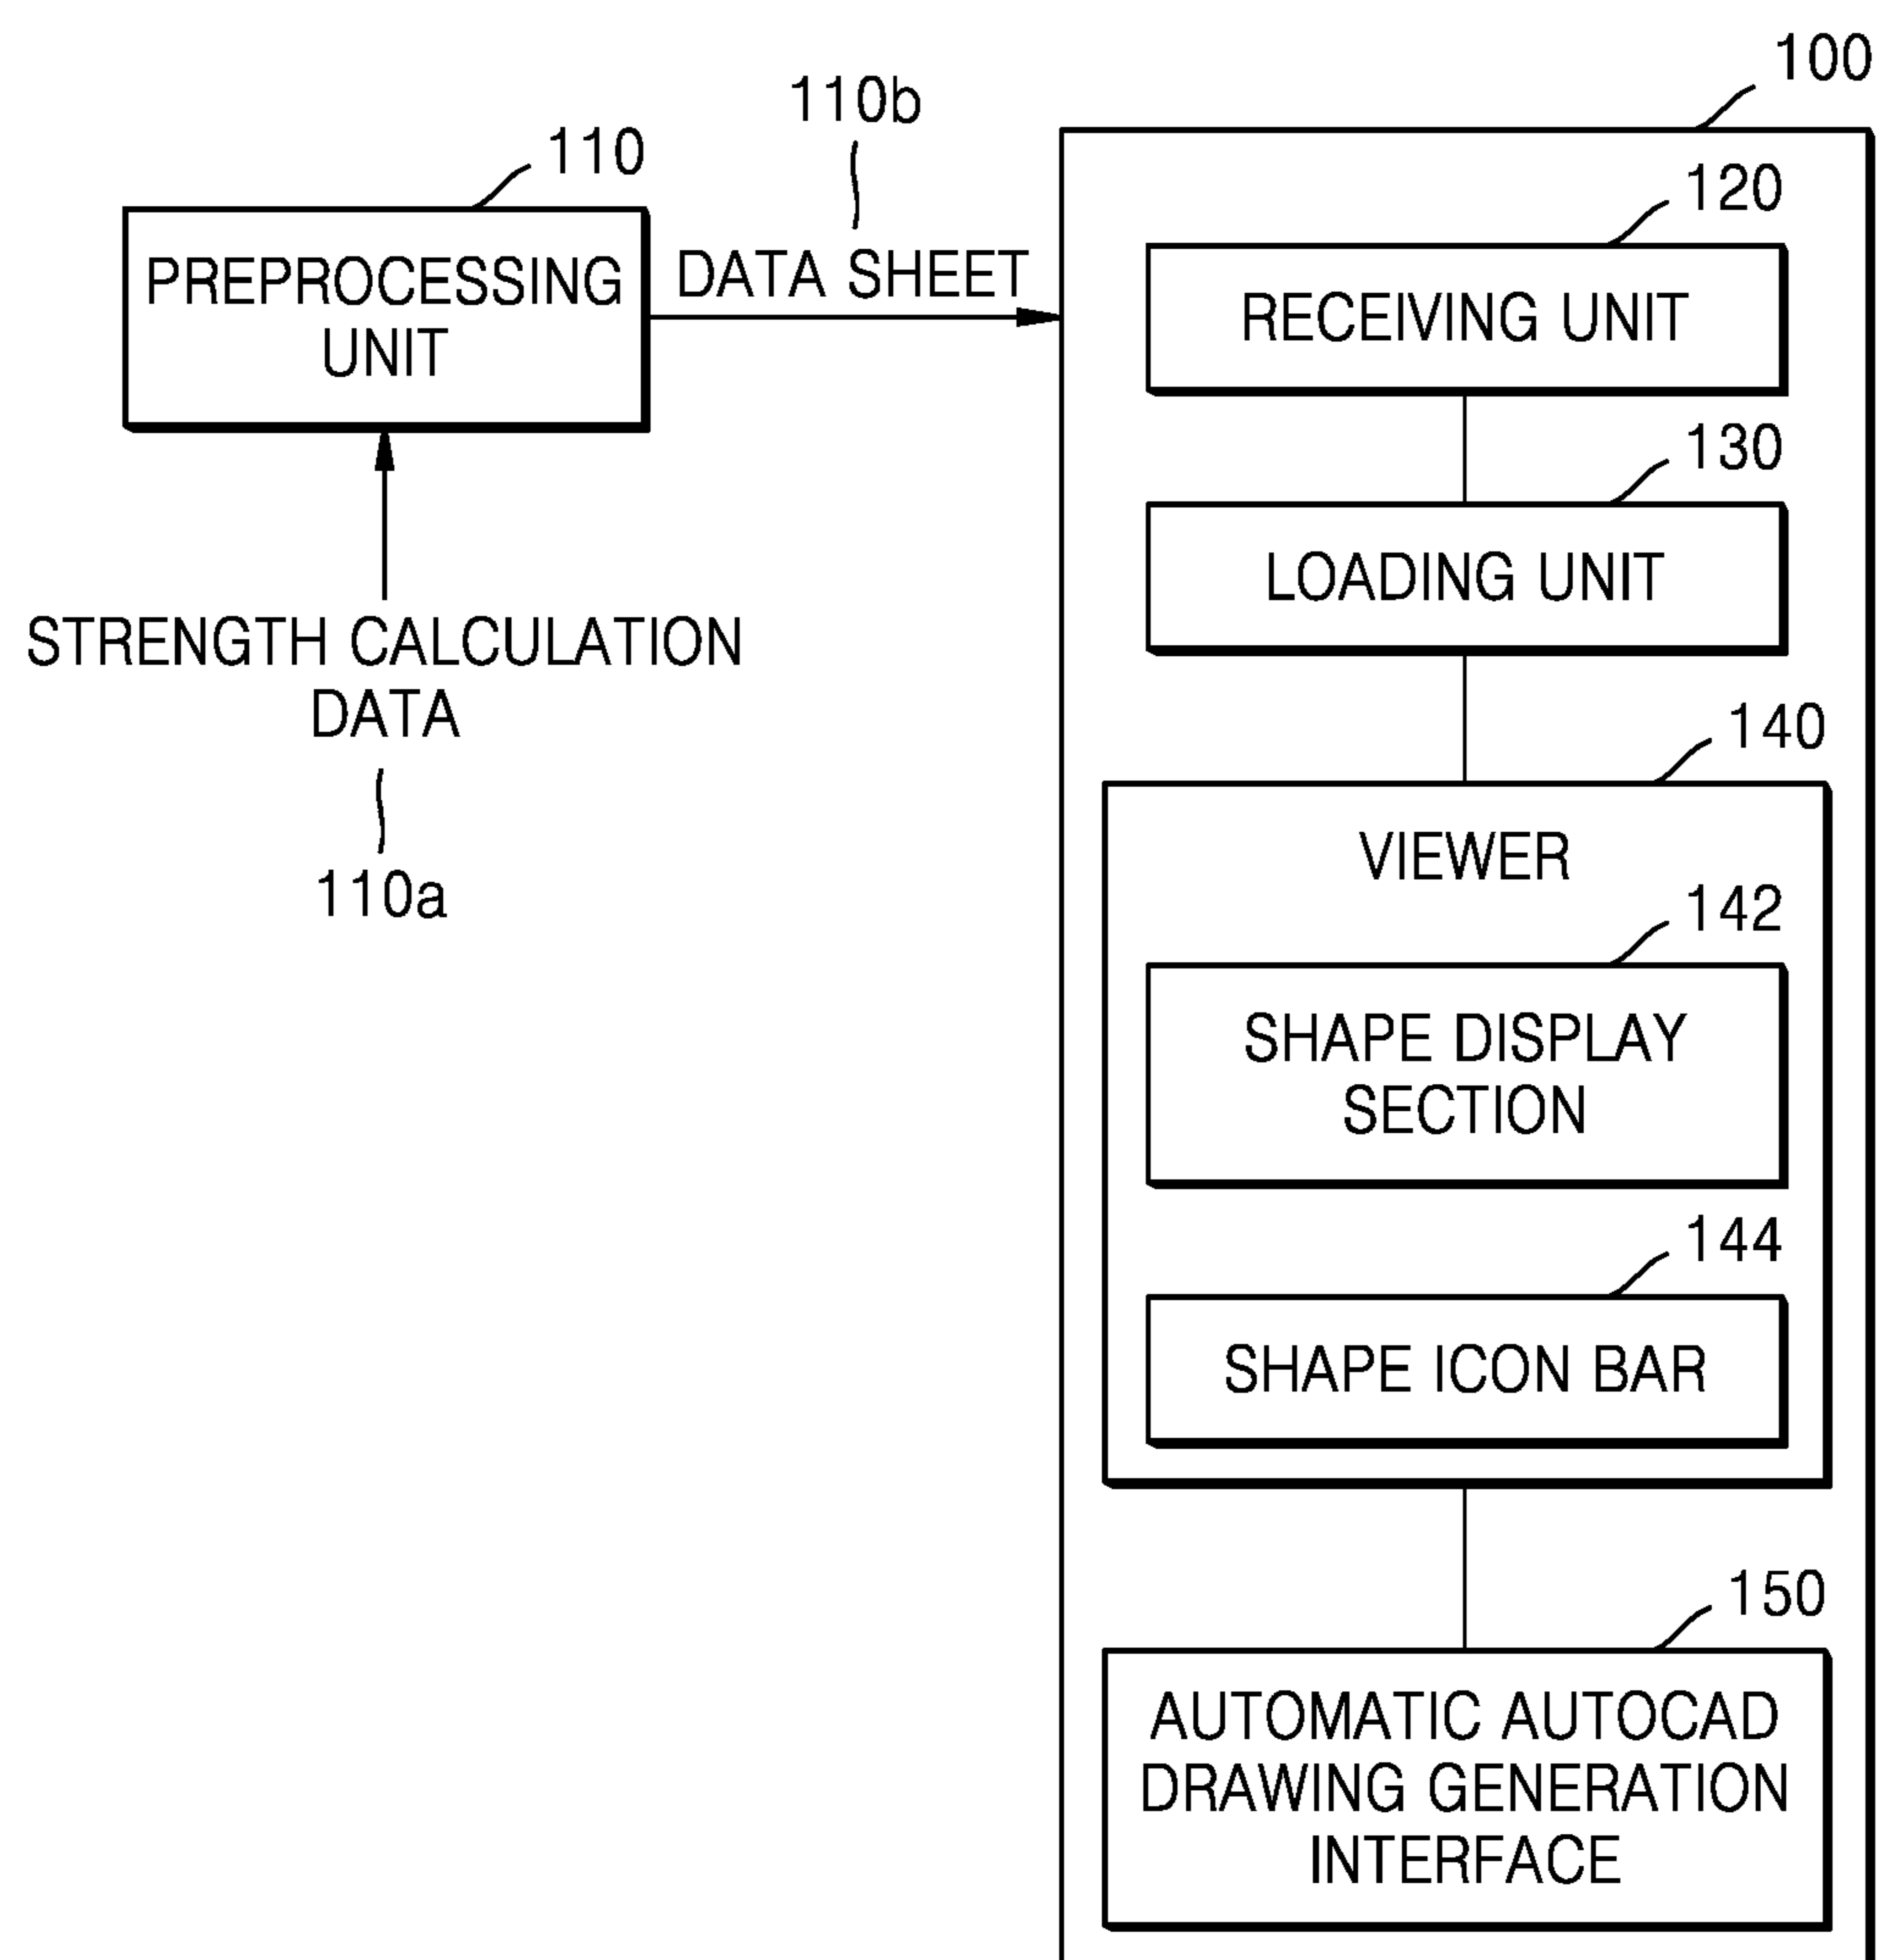 100
110b
110
120
PREPROCESSING
UNIT
DATA SHEET
RECEIVING UNIT
130
LOADING UNIT
STRENGTH CALCULATION
DATA
110a
140
VIEWER
142
SHAPE DISPLAY
SECTION
144
SHAPE ICON BAR
150
AUTOMATIC AUTOCAD
DRAWING GENERATION
INTERFACE